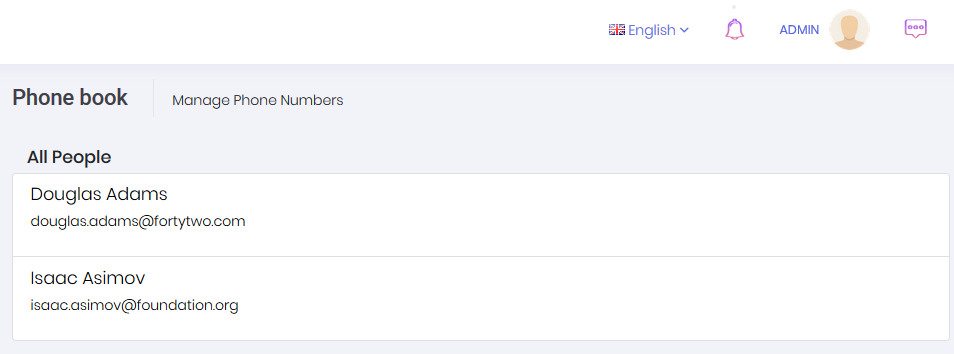 English
ADMIN
Phone book
Manage Phone Numbers
All People
Douglas Adams
douglas.adams@fortytwo.com
Isaac Asimov
isaac.asimov@foundation.org